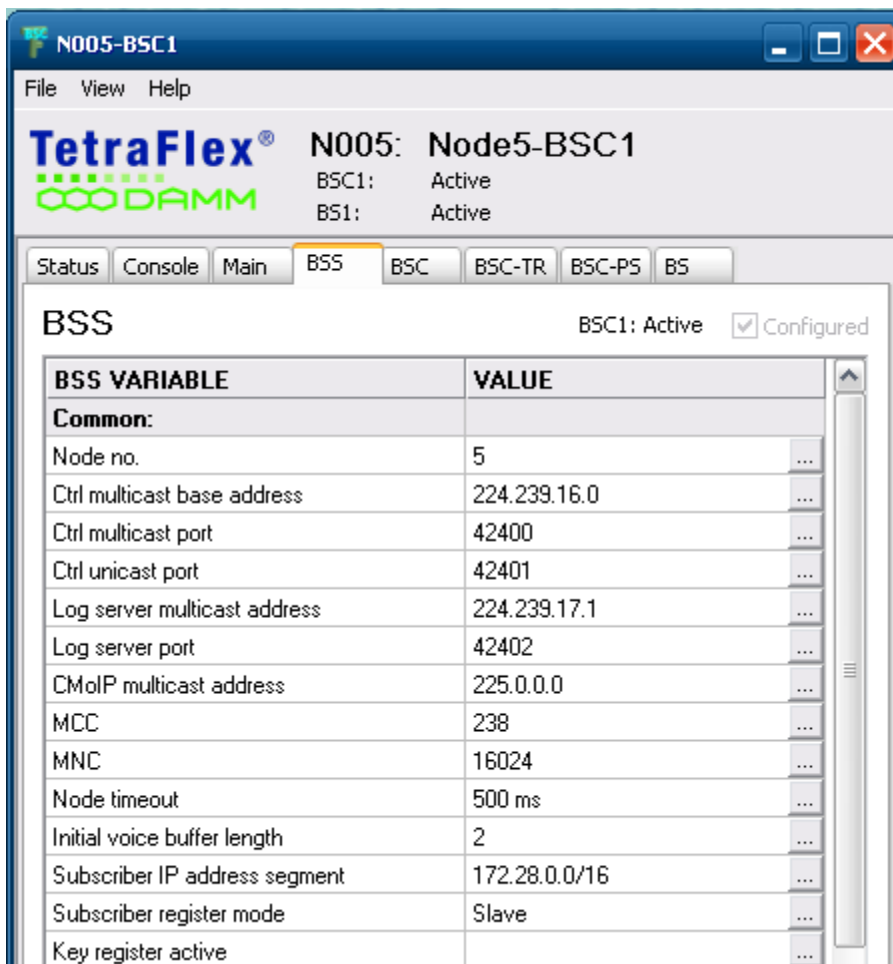 N005-BSC1
File View Help
TetraFlex® N005: Node5-BSC1
DAMM BSC1: Active
BS1: Active
Status Console Main BSS BSC BSC-TR BSC-PS BS
BSS BSC1: Active Configured
BSS VARIABLE VALUE
Common:
Node no. 5 ...
Ctrl multicast base address 224.239.16.0 ...
Ctrl multicast port 42400 ...
Ctrl unicast port 42401 ...
Log server multicast address 224.239.17.1 ...
Log server port 42402 ...
CMoIP multicast address 225.0.0.0 ...
MCC 238 ...
MNC 16024 ...
Node timeout 500 ms ...
Initial voice buffer length 2 ...
Subscriber IP address segment 172.28.0.0/16 ...
Subscriber register mode Slave ...
Key register active ...